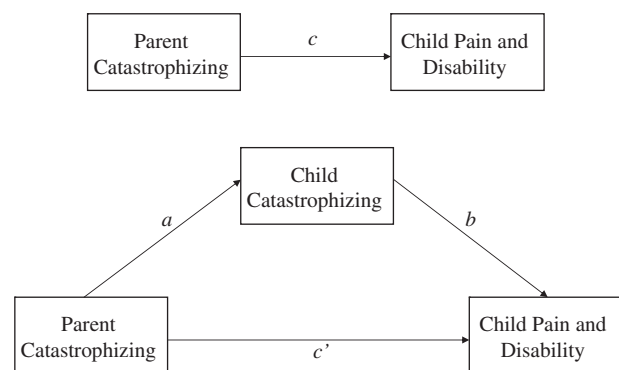 Parent
Catastrophizing
c
Child Pain and
Disability
Child
Catastrophizing
a
b
Parent
Catastrophizing
c’
Child Pain and
Disability